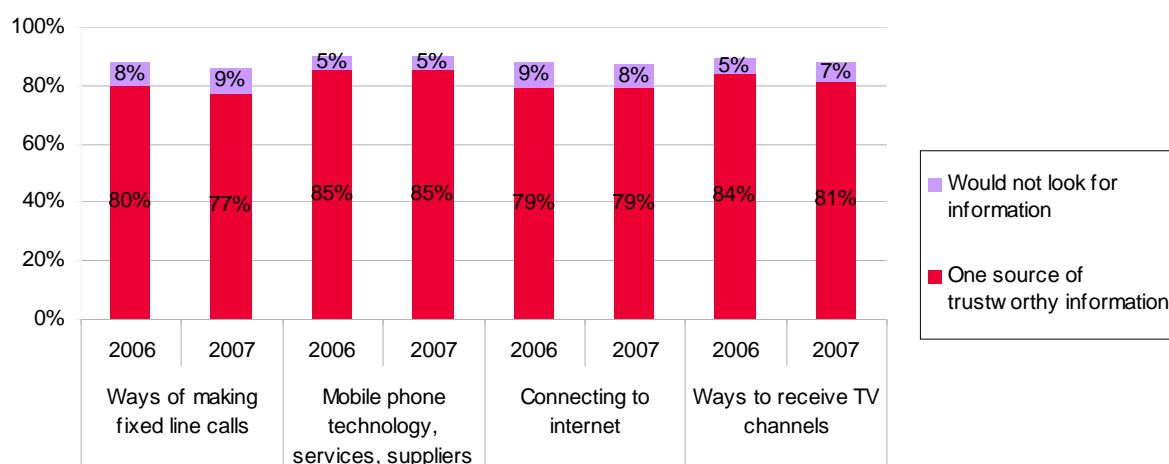 100%
80%
60%
40%
20%
0%
8%
9%
5%
5%
9%
8%
5%
7%
80%
77%
85%
85%
79%
79%
84%
81%
2006
2007
2006
2007
2006
2007
2006
2007
Ways of making
fixed line calls
Mobile phone
technology,
services, suppliers
Connecting to
internet
Ways to receive TV
channels
Would not look for
information
One source of
trustw orthy information